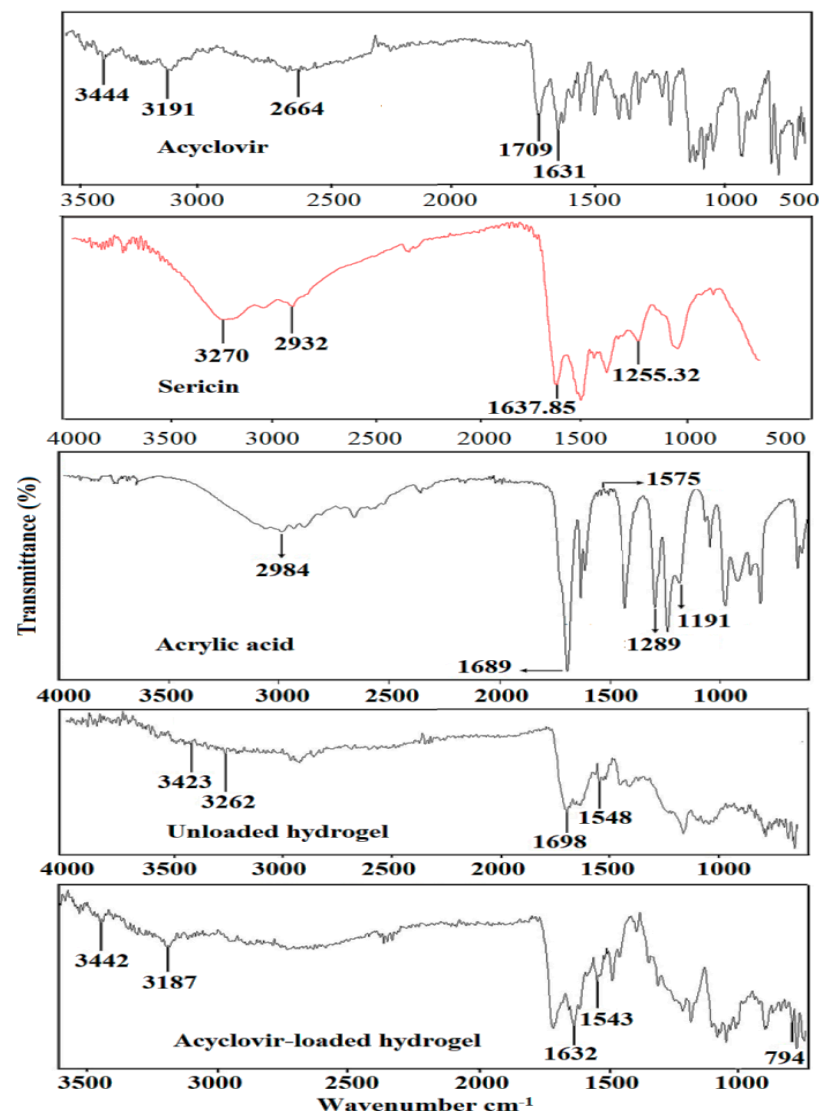 3444
3191
2664
1709
1631
Acyclovir
3500 3000 2500 2000 1500 1000 500
3270
2932
1637.85
1255.32
Sericin
4000 3500 3000 2500 2000 1500 1000 500
Transmittance (%)
2984
1575
1689
1289
1191
Acrylic acid
4000 3500 3000 2500 2000 1500 1000
3423
3262
1698
1548
Unloaded hydrogel
4000 3500 3000 2500 2000 1500 1000
3442
3187
1632
1543
794
Acyclovir-loaded hydrogel
3500 3000 2500 2000 1500 1000
Wavenumber cm-1